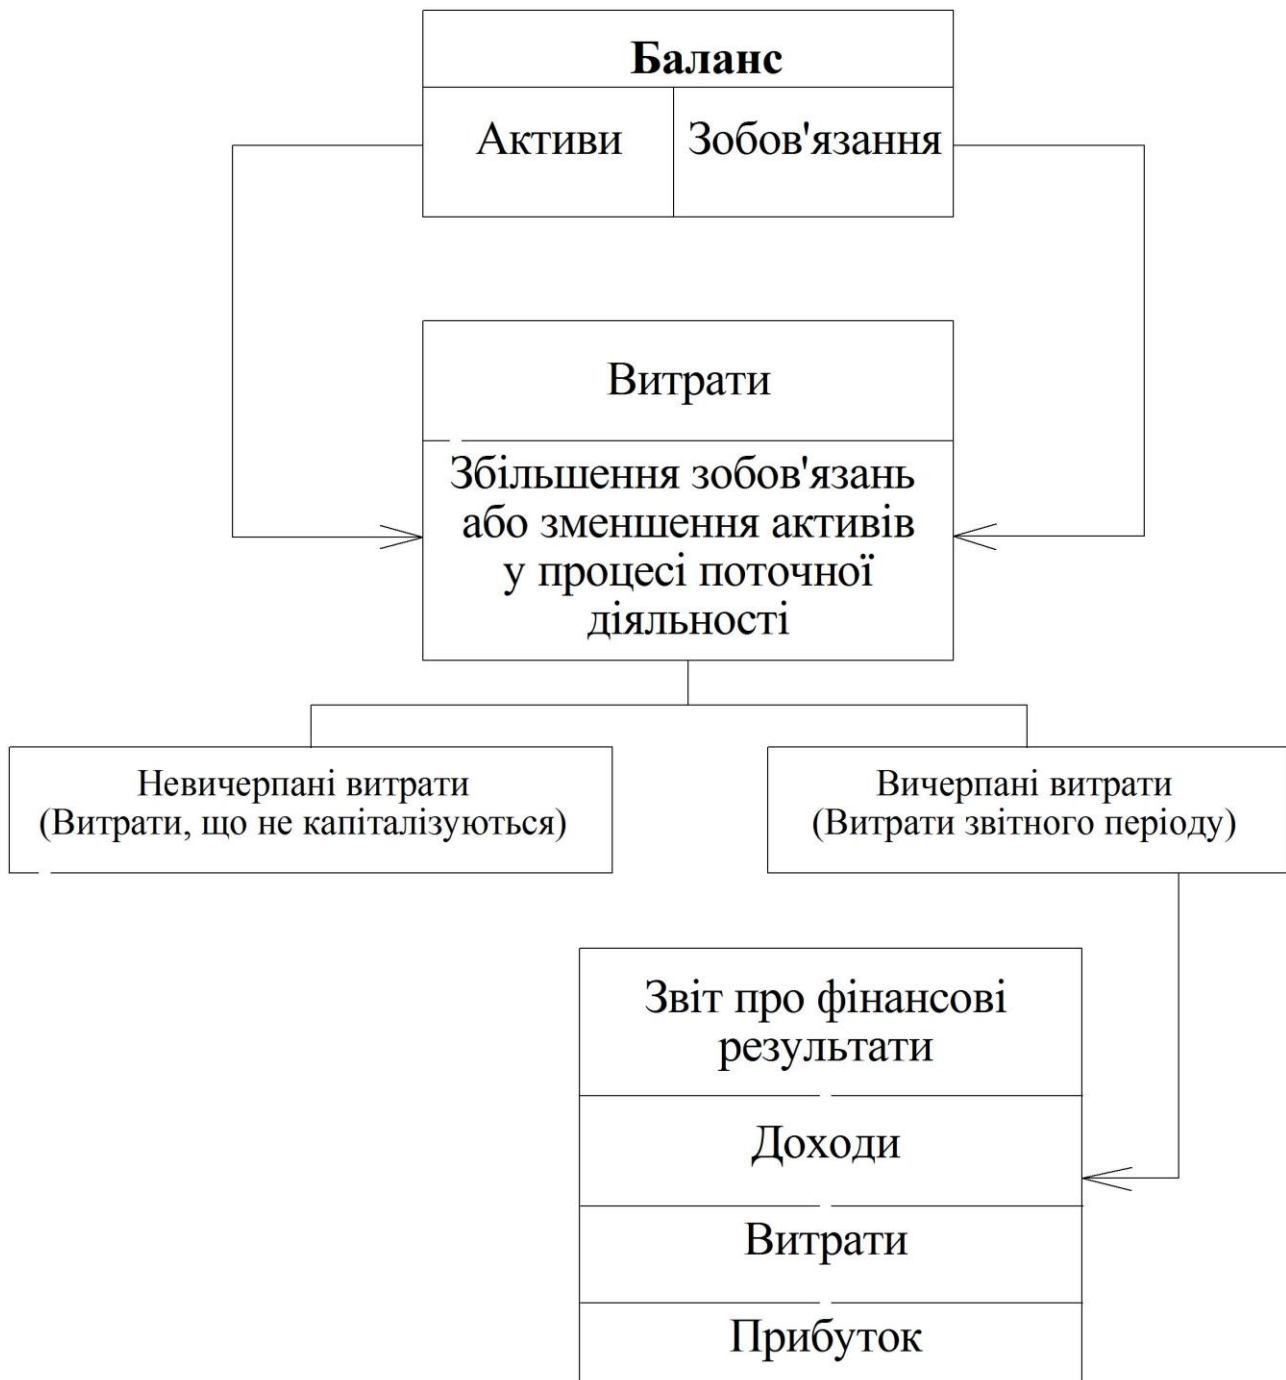 Баланс
Активи
Зобов'язання
Витрати
Збільшення зобов'язань
або зменшення активів
у процесі поточної
діяльності
Невичерпані витрати
(Витрати, що не капіталізуються)
Вичерпані витрати
(Витрати звітного періоду)
Звіт про фінансові
результати
Доходи
Витрати
Прибуток